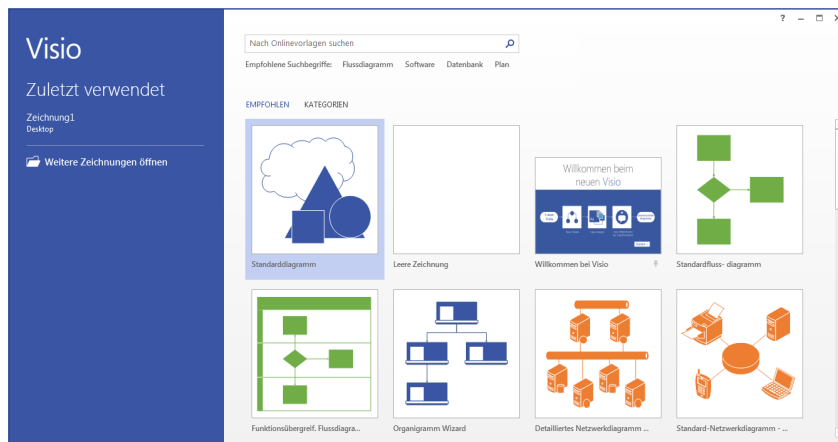 Visio
Zuletzt verwendet
Zeichnung1
Desktop
Weitere Zeichnungen öffnen
?
Nach Onlinevorlagen suchen
Empfohlene Suchbegriffe: Flussdiagramm Software Datenbank Plan
EMPFOHLEN KATEGORIEN
Willkommen beim
neuen Visio
Standarddiagramm Leere Zeichnung Willkommen bei Visio Standardfluss- diagramm
Funktionsübergreif. Flussdiagra... Organigramm Wizard Detailliertes Netzwerkdiagramm ... Standard-Netzwerkdiagramm - ...